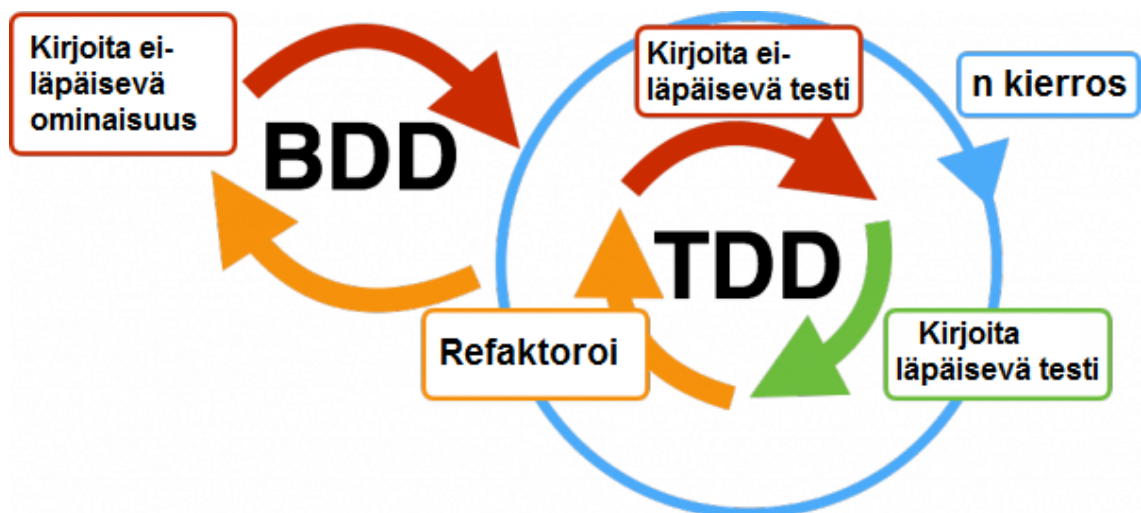 Kirjoita ei-
läpäisevä
ominaisuus
BDD
Kirjoita ei-
läpäisevä testi
n kierros
TDD
Refaktoroi
Kirjoita
läpäisevä testi